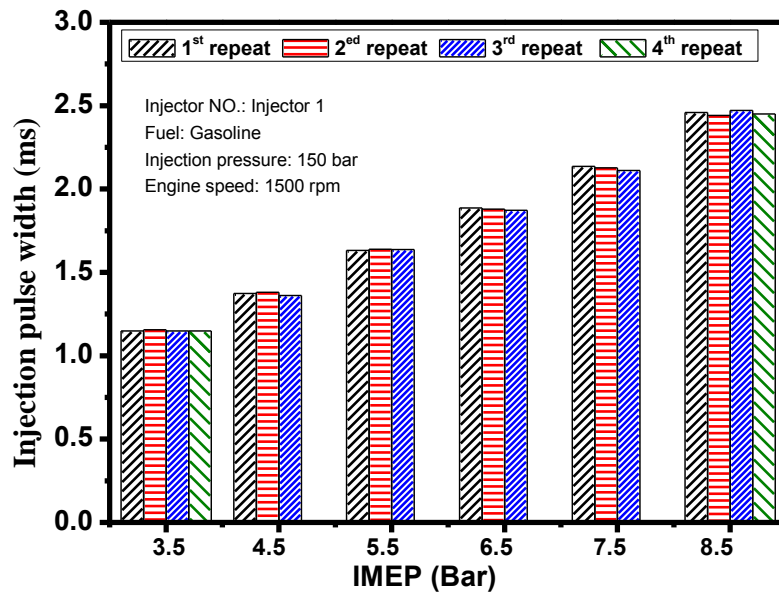 1st repeat 2ed repeat 3rd repeat 4th repeat
Injector NO.: Injector 1
Fuel: Gasoline
Injection pressure: 150 bar
Engine speed: 1500 rpm
Injection pulse width (ms)
3.0
2.5
2.0
1.5
1.0
0.5
0.0
3.5 4.5 5.5 6.5 7.5 8.5
IMEP (Bar)